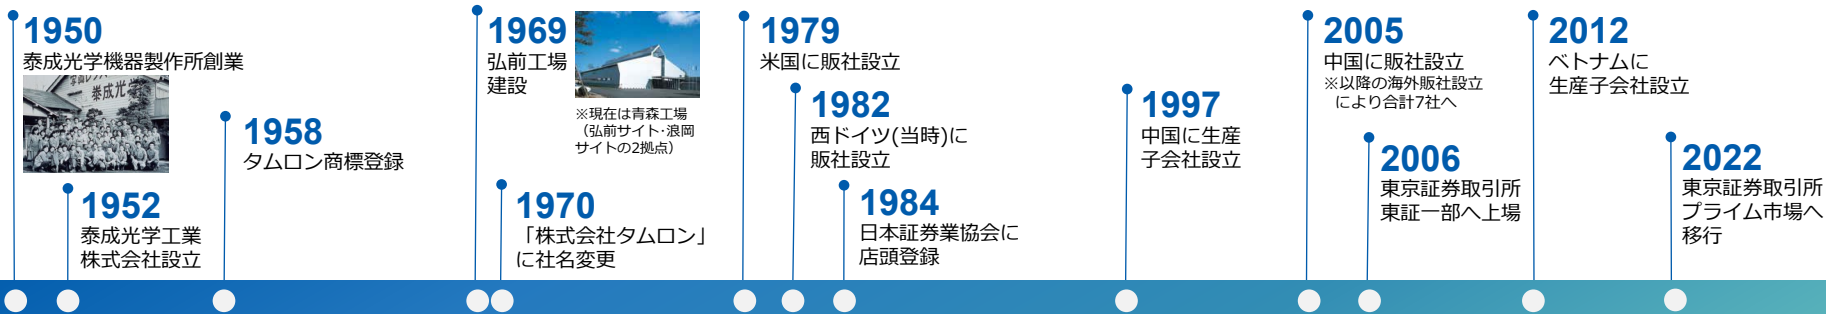 1950
泰成光学機器製作所創業
泰成光
1952
泰成光学工業
株式会社設立
1958
タムロン商標登録
1969
弘前工場
建設
※現在は青森工場
（弘前サイト･浪岡
サイトの2拠点）
1970
「株式会社タムロン」
に社名変更
1979
米国に販社設立
1982
西ドイツ(当時)に
販社設立
1984
日本証券業協会に
店頭登録
1997
中国に生産
子会社設立
2005
中国に販社設立
※以降の海外販社設立
により合計7社へ
2006
東京証券取引所
東証一部へ上場
2012
ベトナムに
生産子会社設立
2022
東京証券取引所
プライム市場へ
移行